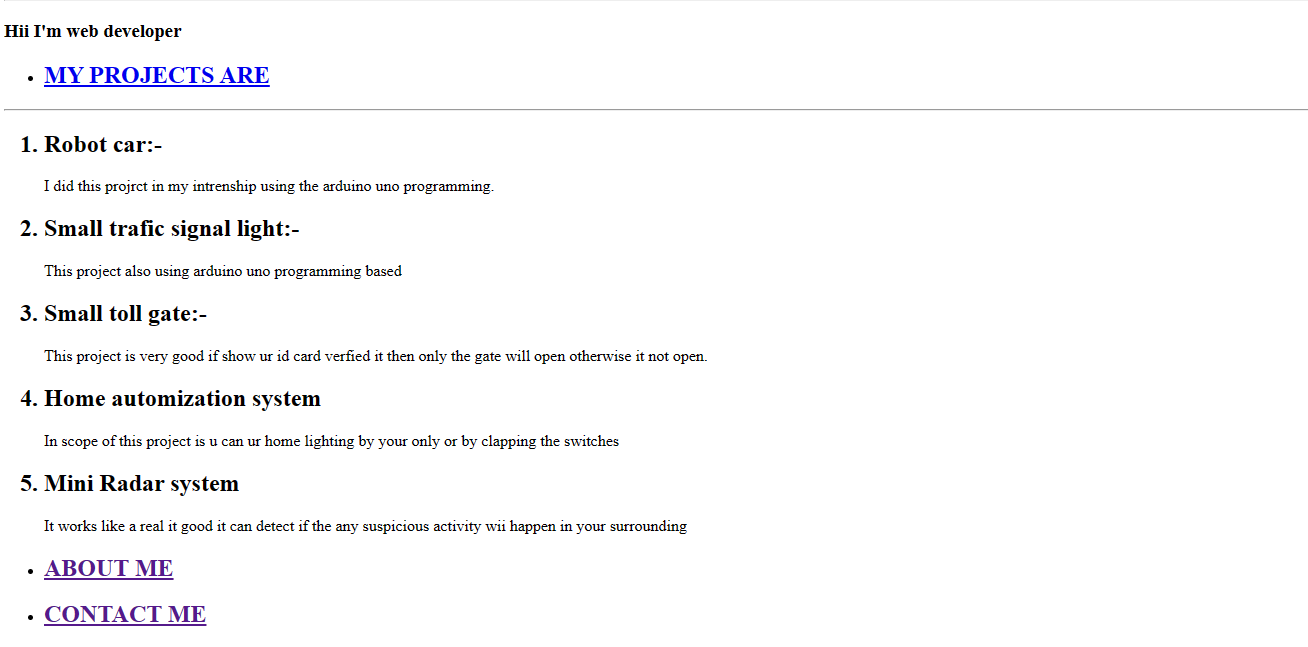 Hii I'm web developer
• MY PROJECTS ARE
1. Robot car:-
I did this projrct in my intrenship using the arduino uno programming.
2. Small trafic signal light:-
This project also using arduino uno programming based
3. Small toll gate:-
This project is very good if show ur id card verfied it then only the gate will open otherwise it not open.
4. Home automization system
In scope of this project is u can ur home lighting by your only or by clapping the switches
5. Mini Radar system
It works like a real it good it can detect if the any suspicious activity wii happen in your surrounding
• ABOUT ME
• CONTACT ME